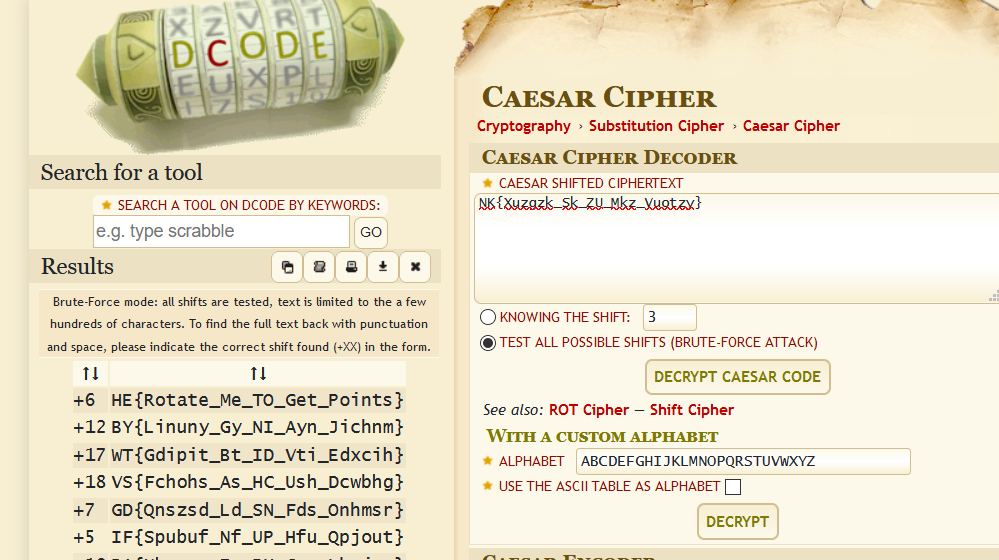 X Z V R T
DCODE
E U X P L
Search for a tool
★ SEARCH A TOOL ON DCODE BY KEYWORDS:
e.g. type scrabble GO
Results
Brute-Force mode: all shifts are tested, text is limited to the a few
hundreds of characters. To find the full text back with punctuation
and space, please indicate the correct shift found (+XX) in the form.
↑↓ ↑↓
+6 HE{Rotate_Me_TO_Get_Points}
+12 BY{Linuny_Gy_NI_Ayn_Jichnm}
+17 WT{Gdipit_Bt_ID_Vti_Edxcih}
+18 VS{Fchohs_As_HC_Ush_Dcwbhg}
+7 GD{Qnszsd_Ld_SN_Fds_Onhmsr}
+5 IF{Spubuf_Nf_UP_Hfu_Qpjout}
CAESAR CIPHER
Cryptography › Substitution Cipher › Caesar Cipher
CAESAR CIPHER DECODER
★ CAESAR SHIFTED CIPHERTEXT
NK{Xuzgzk_Sk_ZU_Mkz_Vuotzy}
KNOWING THE SHIFT: 3
TEST ALL POSSIBLE SHIFTS (BRUTE-FORCE ATTACK)
DECRYPT CAESAR CODE
See also: ROT Cipher — Shift Cipher
WITH A CUSTOM ALPHABET
★ ALPHABET ABCDEFGHIJKLMNOPQRSTUVWXYZ
★ USE THE ASCII TABLE AS ALPHABET
DECRYPT
CAESAR ENCODER